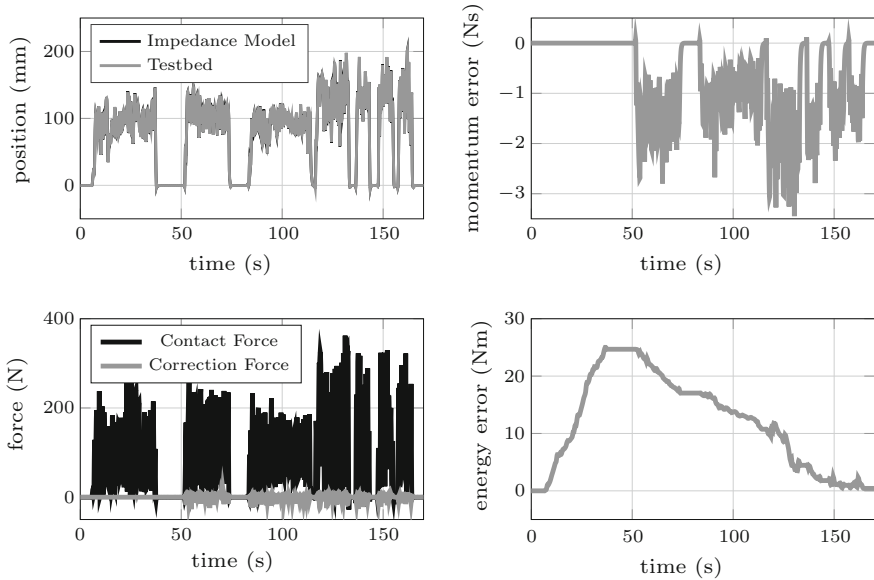 position (mm)
200
100
0
Impedance Model
Testbed
0
50
100
150
time (s)
momentum error (Ns)
0
−1
−2
−3
0
50
100
150
time (s)
force (N)
400
200
0
Contact Force
Correction Force
0
50
100
150
time (s)
energy error (Nm)
30
20
10
0
0
50
100
150
time (s)